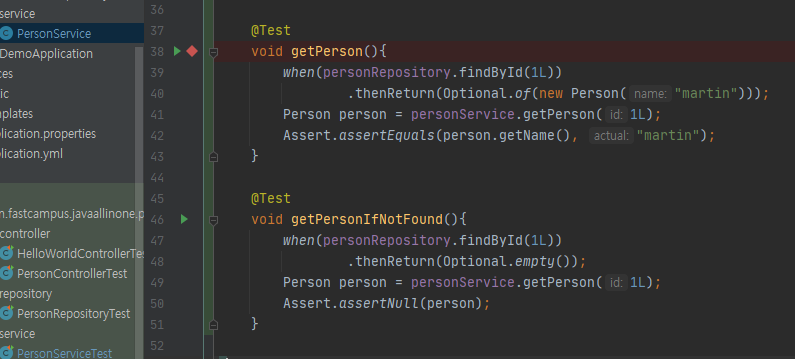 service
PersonService
DemoApplication
ces
ic
nplates
plication.properties
plication.yml
n.fastcampus.javaallinone.p
controller
HelloWorldControllerTe
PersonControllerTest
repository
PersonRepositoryTest
service
PersonServiceTest
36
37 @Test
38 void getPerson(){
39 when(personRepository.findById(1L))
40 .thenReturn(Optional.of(new Person( name: "martin")));
41 Person person = personService.getPerson( id: 1L);
42 Assert.assertEquals(person.getName(), actual: "martin");
43 }
44
45 @Test
46 void getPersonIfNotFound(){
47 when(personRepository.findById(1L))
48 .thenReturn(Optional.empty());
49 Person person = personService.getPerson( id: 1L);
50 Assert.assertNull(person);
51 }
52